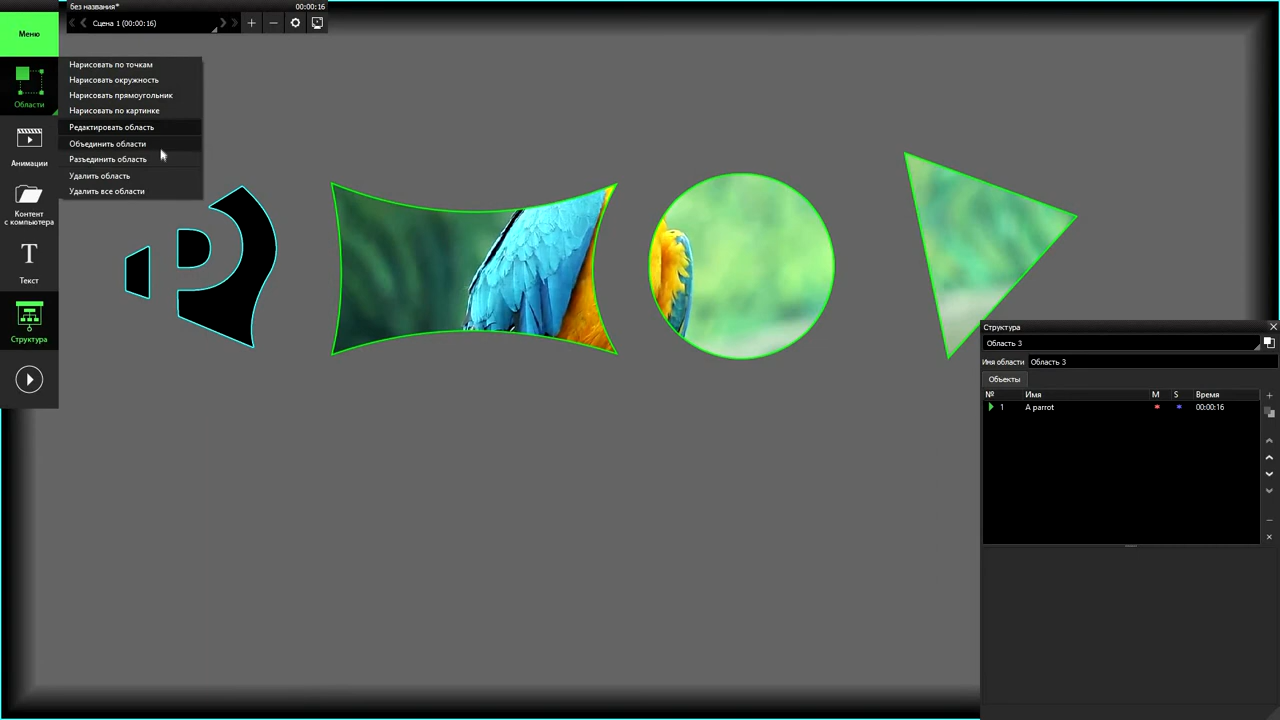 без названия* 00:00:16
Сцена 1 (00:00:16)
Меню
Области
Нарисовать по точкам
Нарисовать окружность
Нарисовать прямоугольник
Нарисовать по картинке
Редактировать область
Объединить области
Разъединить область
Удалить область
Удалить все области
Анимации
Контент
с компьютера
T
Текст
Структура
Структура
Область 3
Имя области Область 3
Объекты
№ Имя M S Время
1 A parrot * * 00:00:16